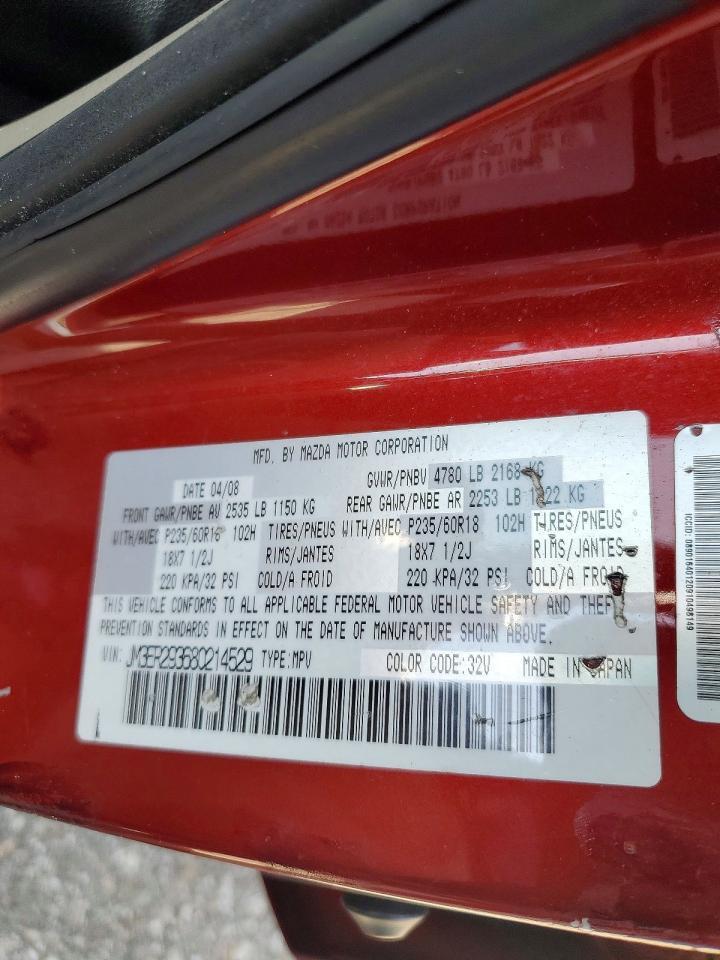 MFD. BY MAZDA MOTOR CORPORATION
DATE 04/08 GVWR/PNBV 4780 LB 2168 KG
FRONT GAWR/PNBE AV 2535 LB 1150 KG REAR GAWR/PNBE AR 2253 LB KG
WITH/AVEC P235/60R18 102H TIRES/PNEUS WITH/AVEC P235/60R18 102H TIRES/PNEUS
18X7 1/2J RIMS/JANTES 18X7 1/2J RIMS/JANTES
220 KPA/32 PSI COLD/A FROID 220 KPA/32 PSI COLD/A FROID
THIS VEHICLE CONFORMS TO ALL APPLICABLE FEDERAL MOTOR VEHICLE SAFETY AND THEFT
PREVENTION STANDARDS IN EFFECT ON THE DATE OF MANUFACTURE SHOWN ABOVE.
VIN: JM3ER293680214529 TYPE:MPV COLOR CODE:32V MADE IN JAPAN
ICCID: 08901640120910498149